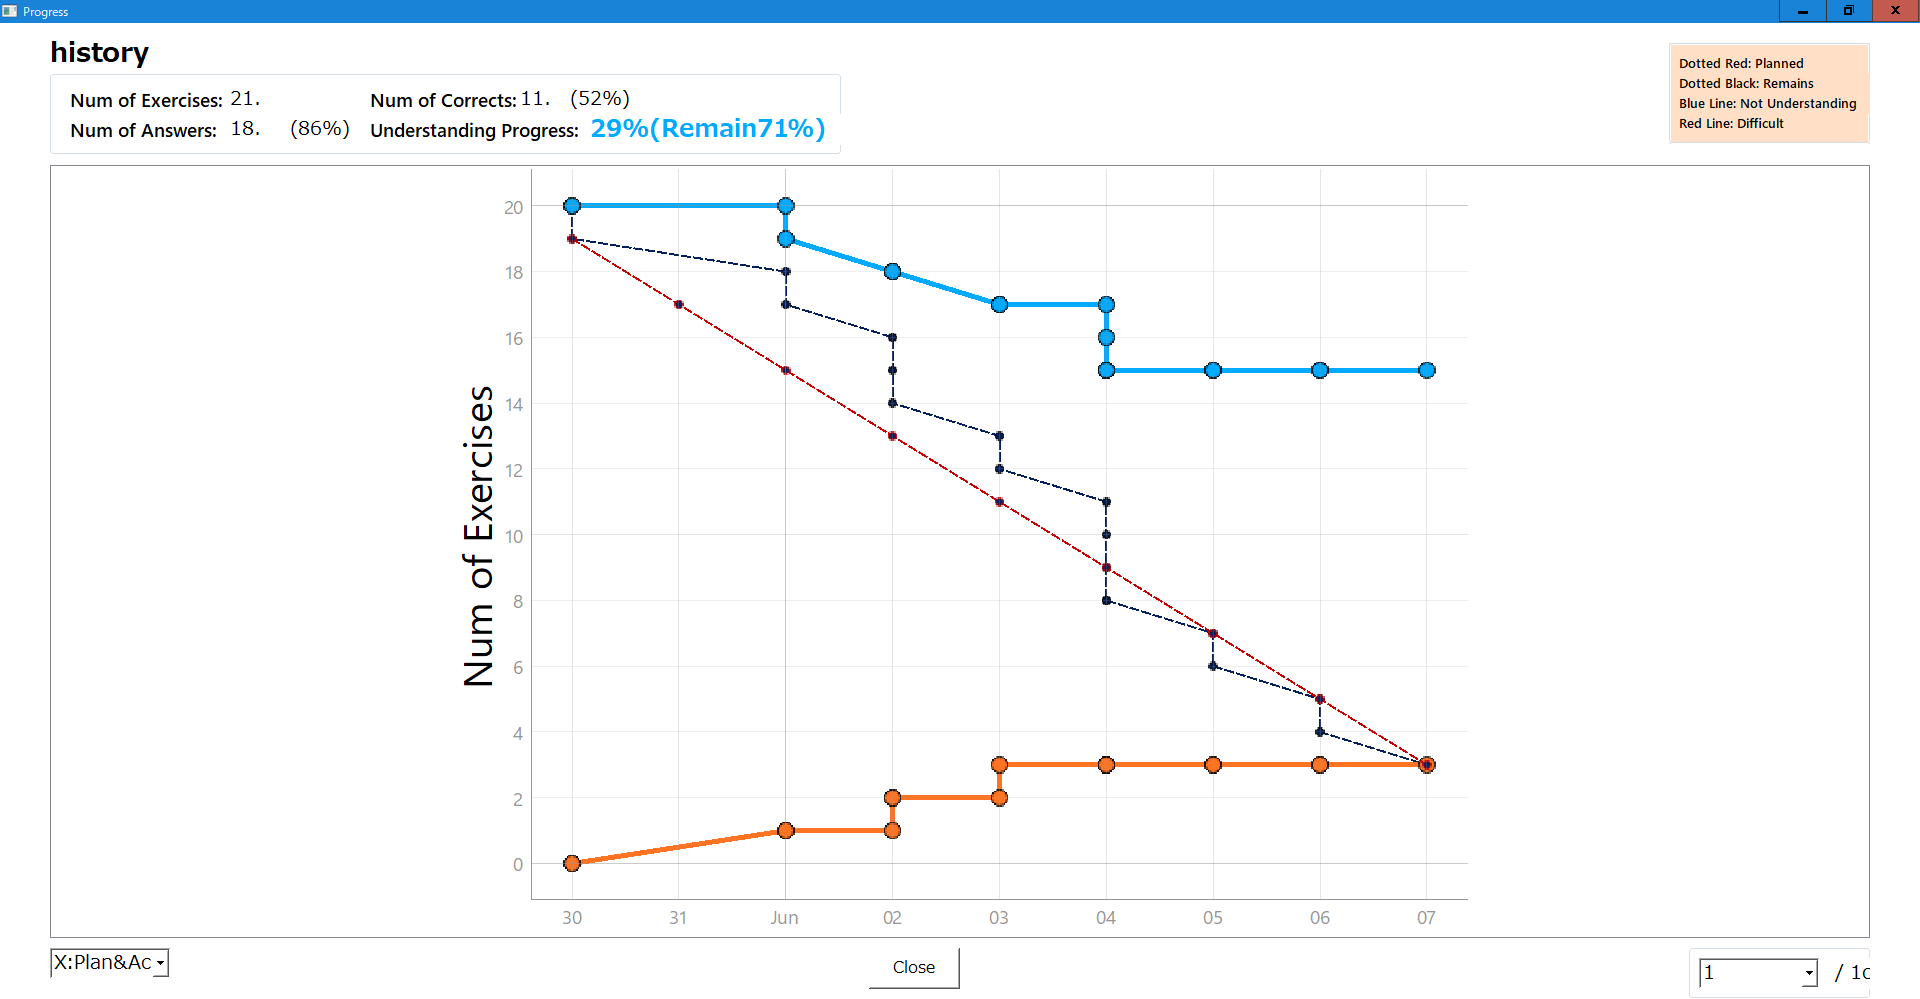 Progress
history
Num of Exercises: 21.
Num of Corrects: 11. (52%)
Num of Answers: 18. (86%)
Understanding Progress: 29%(Remain71%)
Dotted Red: Planned
Dotted Black: Remains
Blue Line: Not Understanding
Red Line: Difficult
Num of Exercises
20
18
16
14
12
10
8
6
4
2
0
30 31 Jun 02 03 04 05 06 07
X:Plan&Ac
Close
1 / 1